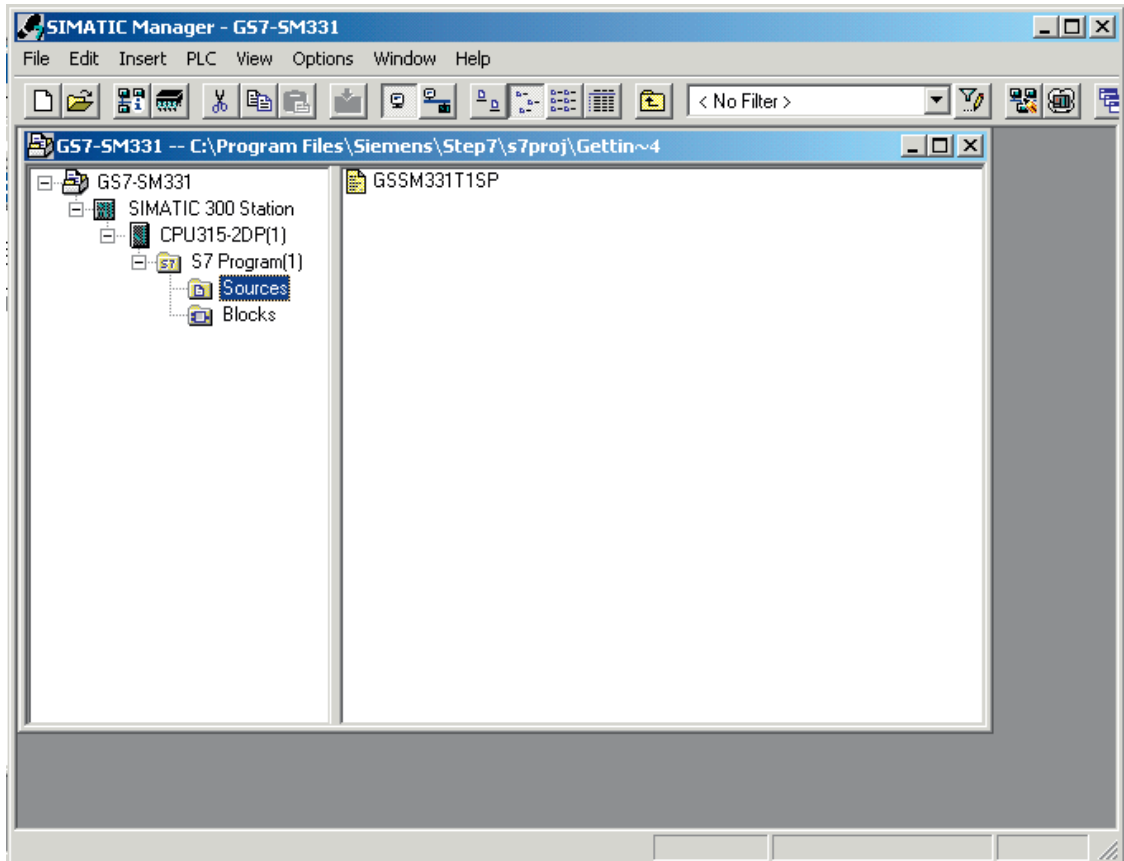 SIMATIC Manager - GS7-SM331
File Edit Insert PLC View Options Window Help
< No Filter >
GS7-SM331 -- C:\Program Files\Siemens\Step7\s7proj\Gettin~4
GS7-SM331
SIMATIC 300 Station
CPU315-2DP(1)
S7 Program(1)
Sources
Blocks
GSSM331T1SP